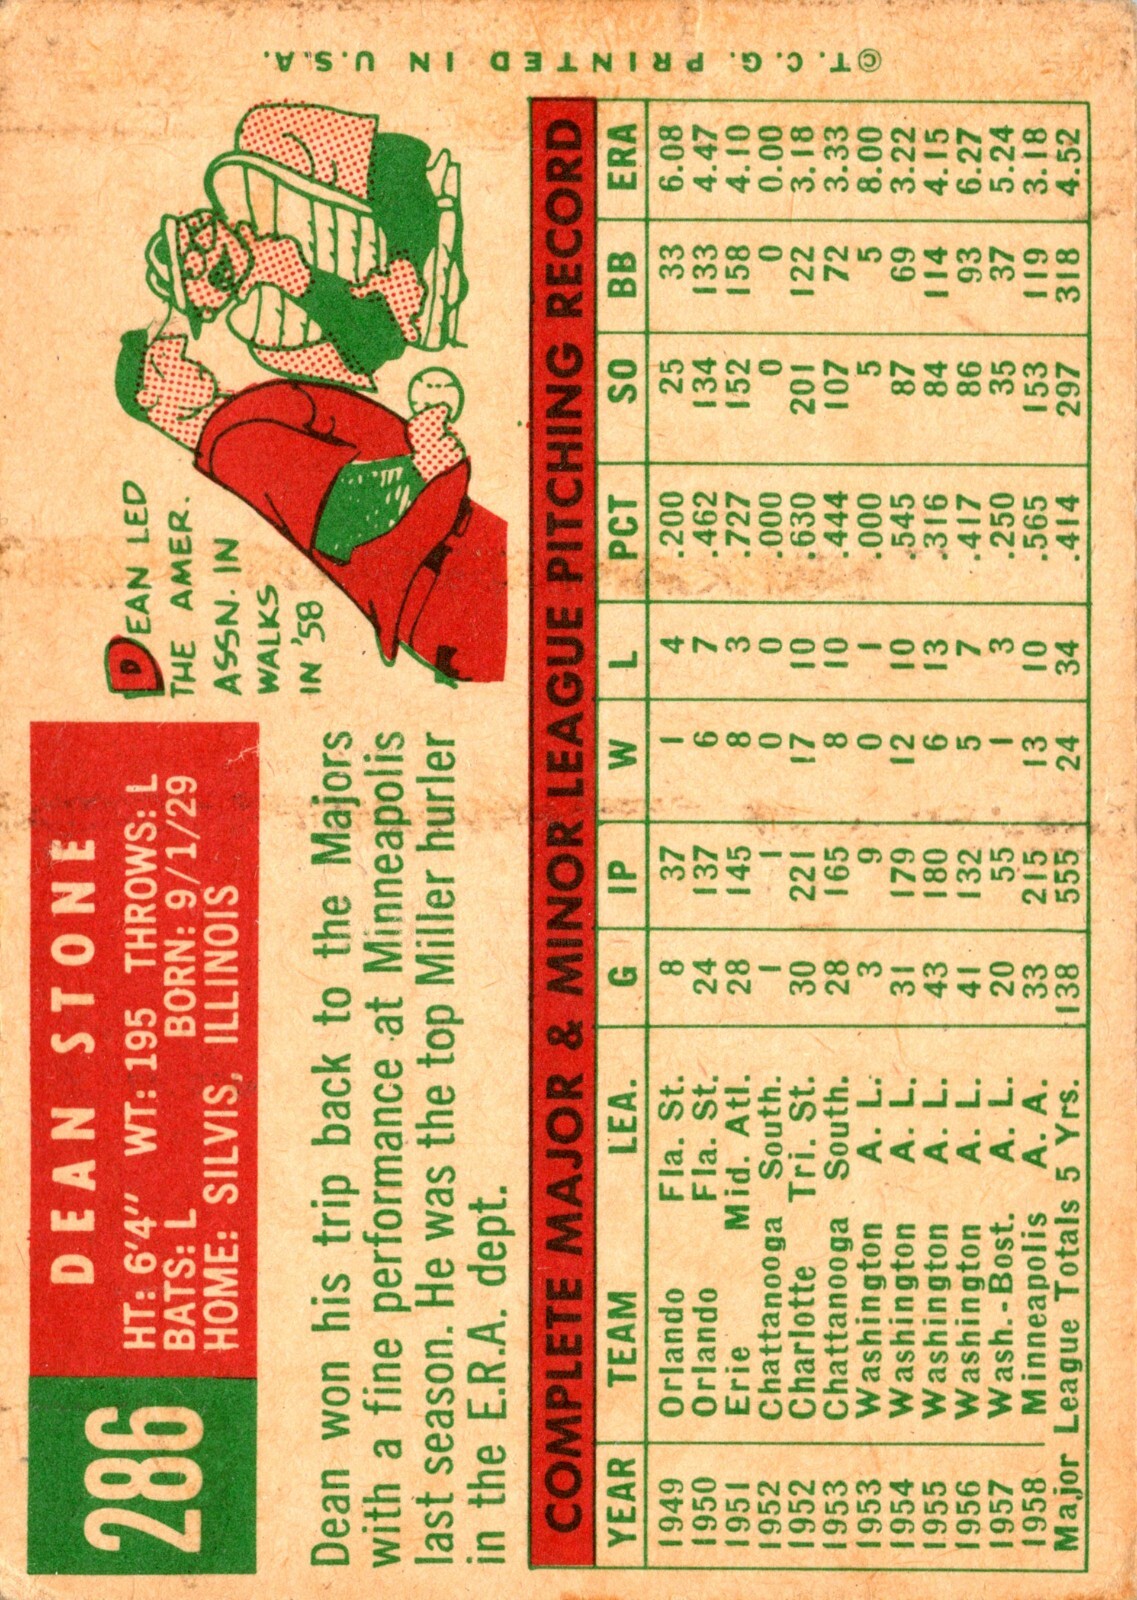 286
DEAN STONE
HT: 6'4" WT: 195 THROWS: L
BATS: L BORN: 9/1/29
HOME: SILVIS, ILLINOIS
Dean won his trip back to the Majors
with a fine performance at Minneapolis
last season. He was the top Miller hurler
in the E.R.A. dept.
DEAN LED
THE AMER.
ASSN. IN
WALKS
IN '58
D
COMPLETE MAJOR & MINOR LEAGUE PITCHING RECORD
YEAR TEAM LEA. G IP W L PCT SO BB ERA
1949 Orlando Fla. St. 8 37 1 4 .200 25 33 6.08
1950 Orlando Fla. St. 24 137 6 7 .462 134 133 4.47
1951 Erie Mid. Atl. 28 145 8 3 .727 152 158 4.10
1952 Chattanooga South. 1 1 0 0 .000 0 0 0.00
1952 Charlotte Tri. St. 30 221 17 10 .630 201 122 3.18
1953 Chattanooga South. 28 165 8 10 .444 107 72 3.33
1953 Washington A. L. 3 9 0 1 .000 5 5 8.00
1954 Washington A. L. 31 179 12 10 .545 87 69 3.22
1955 Washington A. L. 43 180 6 13 .316 84 114 4.15
1956 Washington A. L. 41 132 5 7 .417 86 93 6.27
1957 Wash.-Bost. A. L. 20 55 1 3 .250 35 37 5.24
1958 Minneapolis A. A. 33 215 13 10 .565 153 119 3.18
Major League Totals 5 Yrs. 138 555 24 34 .414 297 318 4.52
© T. C. G. PRINTED IN U.S.A.